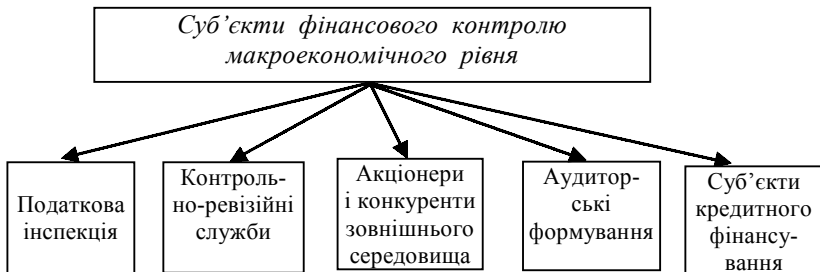 Суб’єкти фінансового контролю
макроекономічного рівня
Податкова
інспекція
Контроль-
но-ревізійні
служби
Акціонери
і конкуренти
зовнішнього
середовища
Аудитор-
ські
формування
Суб’єкти
кредитного
фінансу-
вання